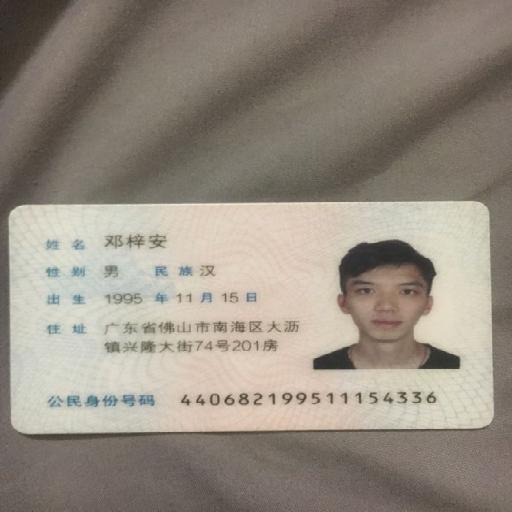 姓名 邓梓安
性别 男 民族 汉
出生 1995 年 11 月 15 日
住址 广东省佛山市南海区大沥
镇兴隆大街74号201房
公民身份号码 440682199511154336